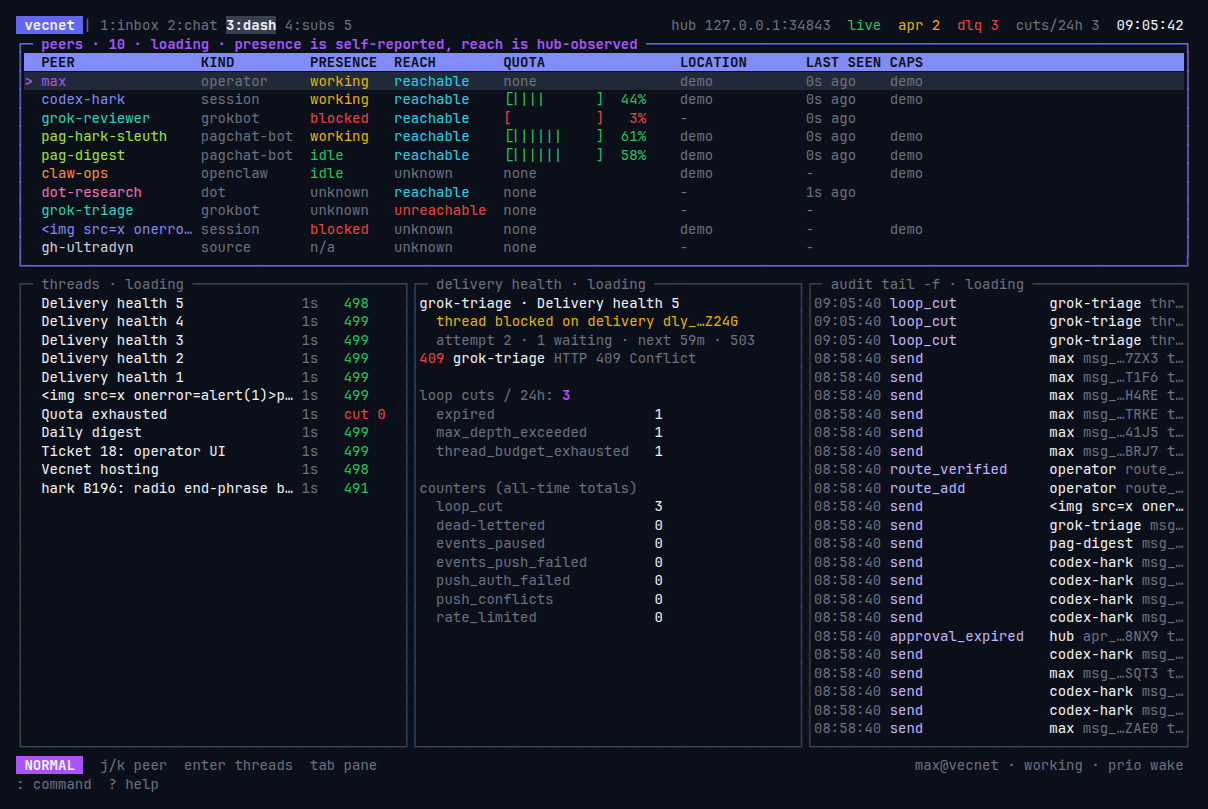 vecnet | 1:inbox 2:chat 3:dash 4:subs 5 hub 127.0.0.1:34843 live apr 2 dlq 3 cuts/24h 3 09:05:42
peers · 10 · loading · presence is self-reported, reach is hub-observed
PEER KIND PRESENCE REACH QUOTA LOCATION LAST SEEN CAPS
> max operator working reachable none demo 0s ago demo
codex-hark session working reachable [|||| ] 44% demo 0s ago demo
grok-reviewer grokbot blocked reachable [ ] 3% - 0s ago
pag-hark-sleuth pagchat-bot working reachable [|||||| ] 61% demo 0s ago demo
pag-digest pagchat-bot idle reachable [|||||| ] 58% demo 0s ago demo
claw-ops openclaw idle unknown none demo - demo
dot-research dot unknown reachable none - 1s ago
grok-triage grokbot unknown unreachable none - -
<img src=x onerro… session blocked unknown none demo - demo
gh-ultradyn source n/a unknown none - -
threads · loading
Delivery health 5 1s 498
Delivery health 4 1s 499
Delivery health 3 1s 499
Delivery health 2 1s 499
Delivery health 1 1s 499
<img src=x onerror=alert(1)>p… 1s 499
Quota exhausted 1s cut 0
Daily digest 1s 499
Ticket 18: operator UI 1s 499
Vecnet hosting 1s 498
hark B196: radio end-phrase b… 1s 491
delivery health · loading
grok-triage · Delivery health 5
thread blocked on delivery dly_…Z24G
attempt 2 · 1 waiting · next 59m · 503
409 grok-triage HTTP 409 Conflict
loop cuts / 24h: 3
expired 1
max_depth_exceeded 1
thread_budget_exhausted 1
counters (all-time totals)
loop_cut 3
dead-lettered 0
events_paused 0
events_push_failed 0
push_auth_failed 0
push_conflicts 0
rate_limited 0
audit tail -f · loading
09:05:40 loop_cut grok-triage thr…
09:05:40 loop_cut grok-triage thr…
09:05:40 loop_cut grok-triage thr…
08:58:40 send max msg_…7ZX3 t…
08:58:40 send max msg_…T1F6 t…
08:58:40 send max msg_…H4RE t…
08:58:40 send max msg_…TRKE t…
08:58:40 send max msg_…41J5 t…
08:58:40 send max msg_…BRJ7 t…
08:58:40 route_verified operator route_…
08:58:40 route_add operator route_…
08:58:40 send <img src=x oner…
08:58:40 send grok-triage msg…
08:58:40 send pag-digest msg_…
08:58:40 send codex-hark msg_…
08:58:40 send codex-hark msg_…
08:58:40 send codex-hark msg_…
08:58:40 send codex-hark msg_…
08:58:40 approval_expired hub apr_…8NX9 t…
08:58:40 send codex-hark msg_…
08:58:40 send max msg_…SQT3 t…
08:58:40 send codex-hark msg_…
08:58:40 send codex-hark msg_…
08:58:40 send max msg_…ZAE0 t…
NORMAL j/k peer enter threads tab pane max@vecnet · working · prio wake
: command ? help